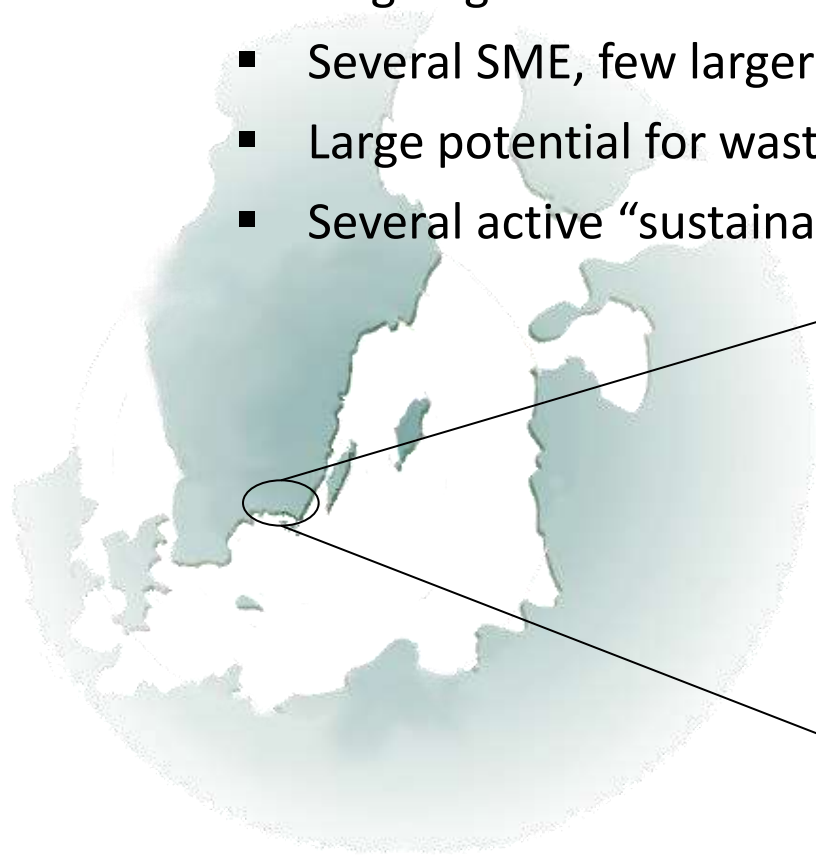 ▪ Several SME, few larger
▪ Large potential for wast
▪ Several active “sustaina